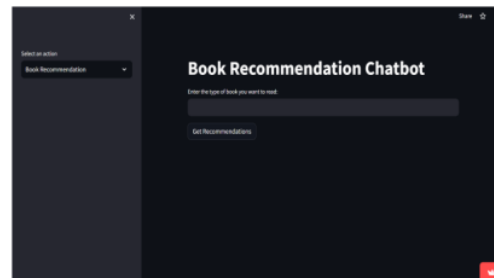 Share
Select an action
Book Recommendation
Book Recommendation Chatbot
Enter the type of book you want to read:
Get Recommendations